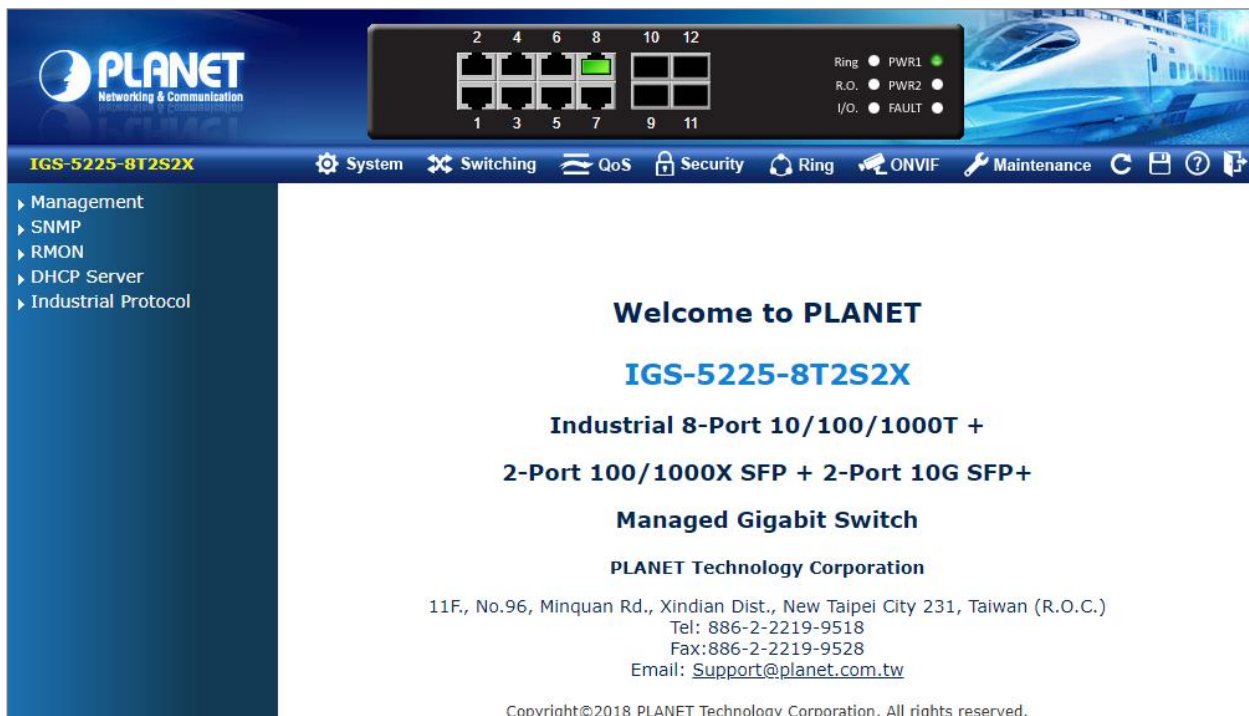 PLANET
Networking & Communication
2 4 6 8 10 12
1 3 5 7 9 11
Ring PWR1
R.O. PWR2
I/O. FAULT
IGS-5225-8T2S2X
System Switching QoS Security Ring ONVIF Maintenance
Management
SNMP
RMON
DHCP Server
Industrial Protocol
Welcome to PLANET
IGS-5225-8T2S2X
Industrial 8-Port 10/100/1000T +
2-Port 100/1000X SFP + 2-Port 10G SFP+
Managed Gigabit Switch
PLANET Technology Corporation
11F., No.96, Minquan Rd., Xindian Dist., New Taipei City 231, Taiwan (R.O.C.)
Tel: 886-2-2219-9518
Fax:886-2-2219-9528
Email: Support@planet.com.tw
Copyright©2018 PLANET Technology Corporation. All rights reserved.